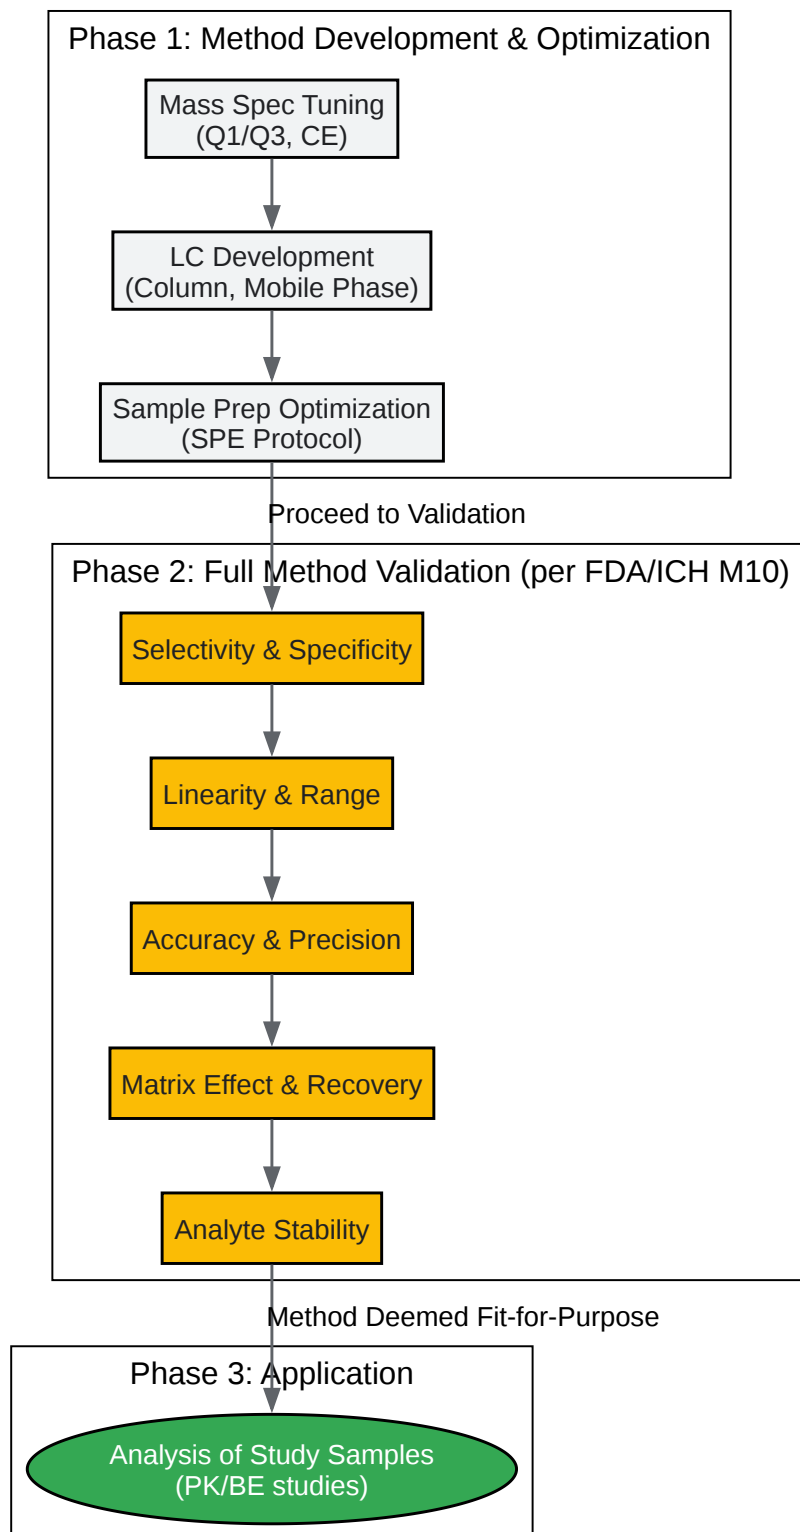 Phase 1: Method Development & Optimization
Mass Spec Tuning
(Q1/Q3, CE)
LC Development
(Column, Mobile Phase)
Sample Prep Optimization
(SPE Protocol)
Proceed to Validation
Phase 2: Full Method Validation (per FDA/ICH M10)
Selectivity & Specificity
Linearity & Range
Accuracy & Precision
Matrix Effect & Recovery
Analyte Stability
Method Deemed Fit-for-Purpose
Phase 3: Application
Analysis of Study Samples
(PK/BE studies)